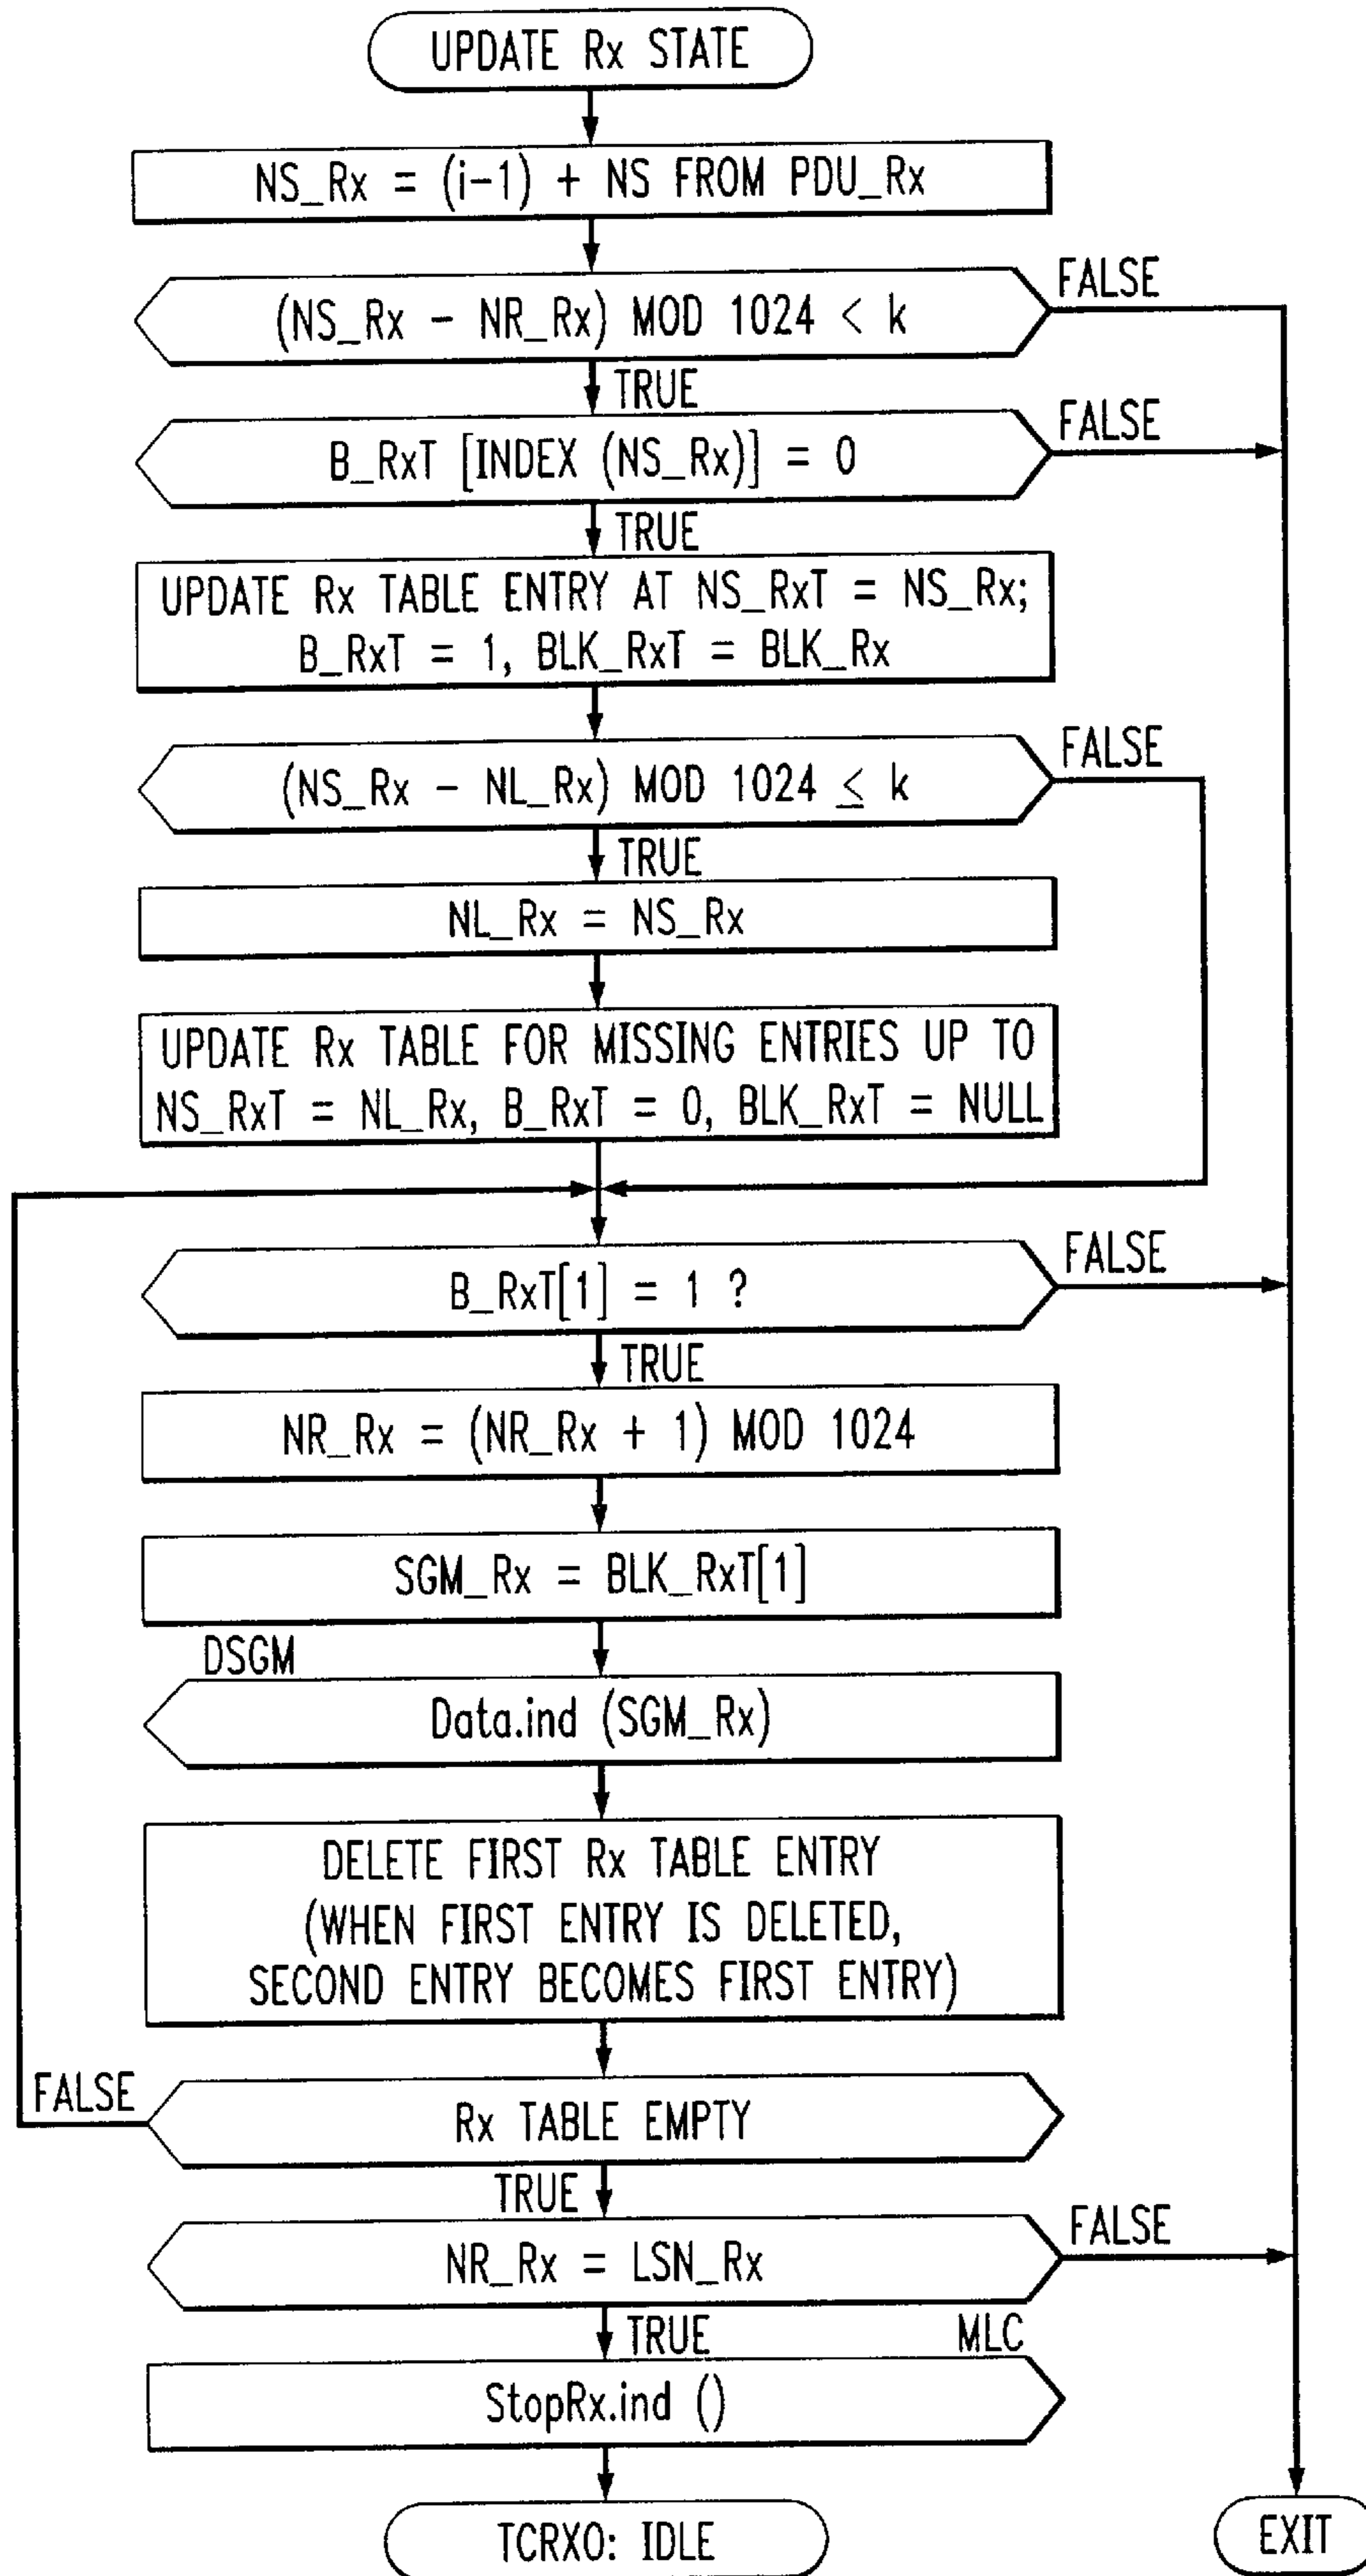 UPDATE Rx STATE
NS_Rx = (i-1) + NS FROM PDU_Rx
(NS_Rx - NR_Rx) MOD 1024 < k
FALSE
TRUE
B_RxT [INDEX (NS_Rx)] = 0
FALSE
TRUE
UPDATE Rx TABLE ENTRY AT NS_RxT = NS_Rx;
B_RxT = 1, BLK_RxT = BLK_Rx
(NS_Rx - NL_Rx) MOD 1024 ≤ k
FALSE
TRUE
NL_Rx = NS_Rx
UPDATE Rx TABLE FOR MISSING ENTRIES UP TO
NS_RxT = NL_Rx, B_RxT = 0, BLK_RxT = NULL
B_RxT[1] = 1 ?
FALSE
TRUE
NR_Rx = (NR_Rx + 1) MOD 1024
SGM_Rx = BLK_RxT[1]
DSGM
Data.ind (SGM_Rx)
DELETE FIRST Rx TABLE ENTRY
(WHEN FIRST ENTRY IS DELETED,
SECOND ENTRY BECOMES FIRST ENTRY)
FALSE
Rx TABLE EMPTY
TRUE
NR_Rx = LSN_Rx
FALSE
TRUE
MLC
StopRx.ind ()
TCRXO: IDLE
EXIT